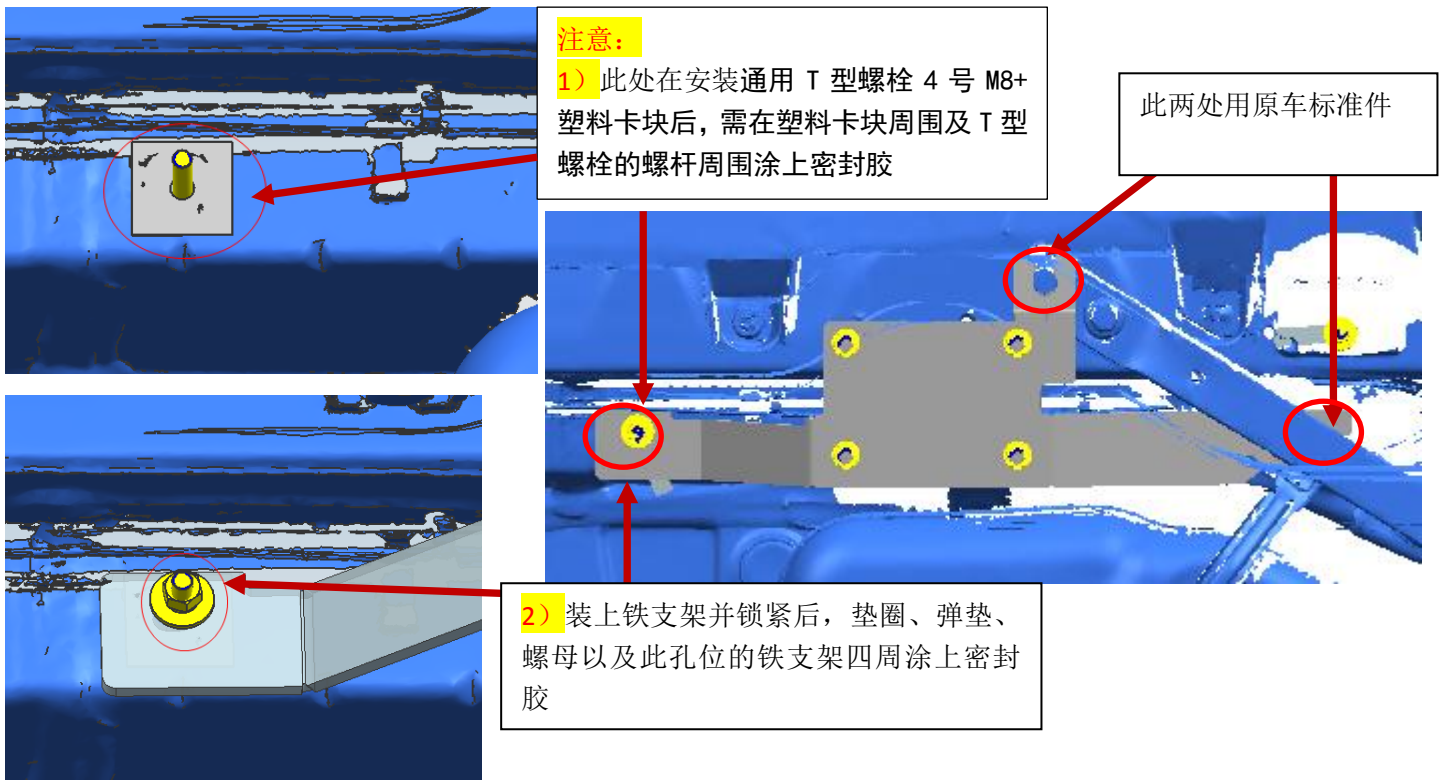 注意：
1）此处在安装通用 T 型螺栓 4 号 M8+
塑料卡块后，需在塑料卡块周围及 T 型
螺栓的螺杆周围涂上密封胶
此两处用原车标准件
2）装上铁支架并锁紧后，垫圈、弹垫、
螺母以及此孔位的铁支架四周涂上密封
胶